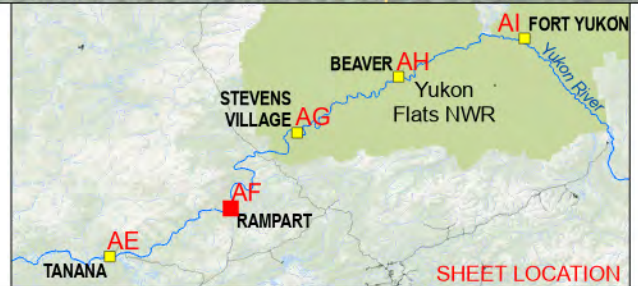 AI FORT YUKON
BEAVER AH
Yukon River
Yukon
Flats NWR
STEVENS
VILLAGE AG
AF
RAMPART
AE
TANANA
SHEET LOCATION